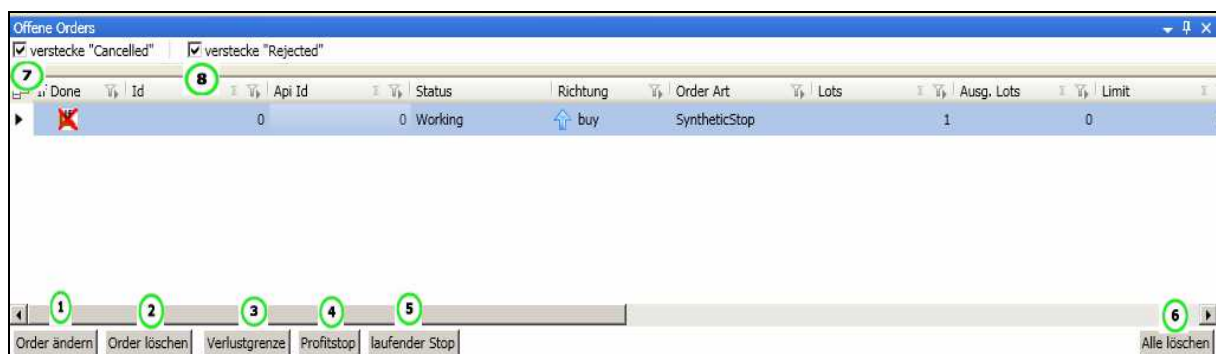 Offene Orders
verstecke "Cancelled" verstecke "Rejected"
7 8
Done Id Api Id Status Richtung Order Art Lots Ausg. Lots Limit
0 0 Working buy SyntheticStop 1 0
1 2 3 4 5 6
Order ändern Order löschen Verlustgrenze Profitstop laufender Stop Alle löschen